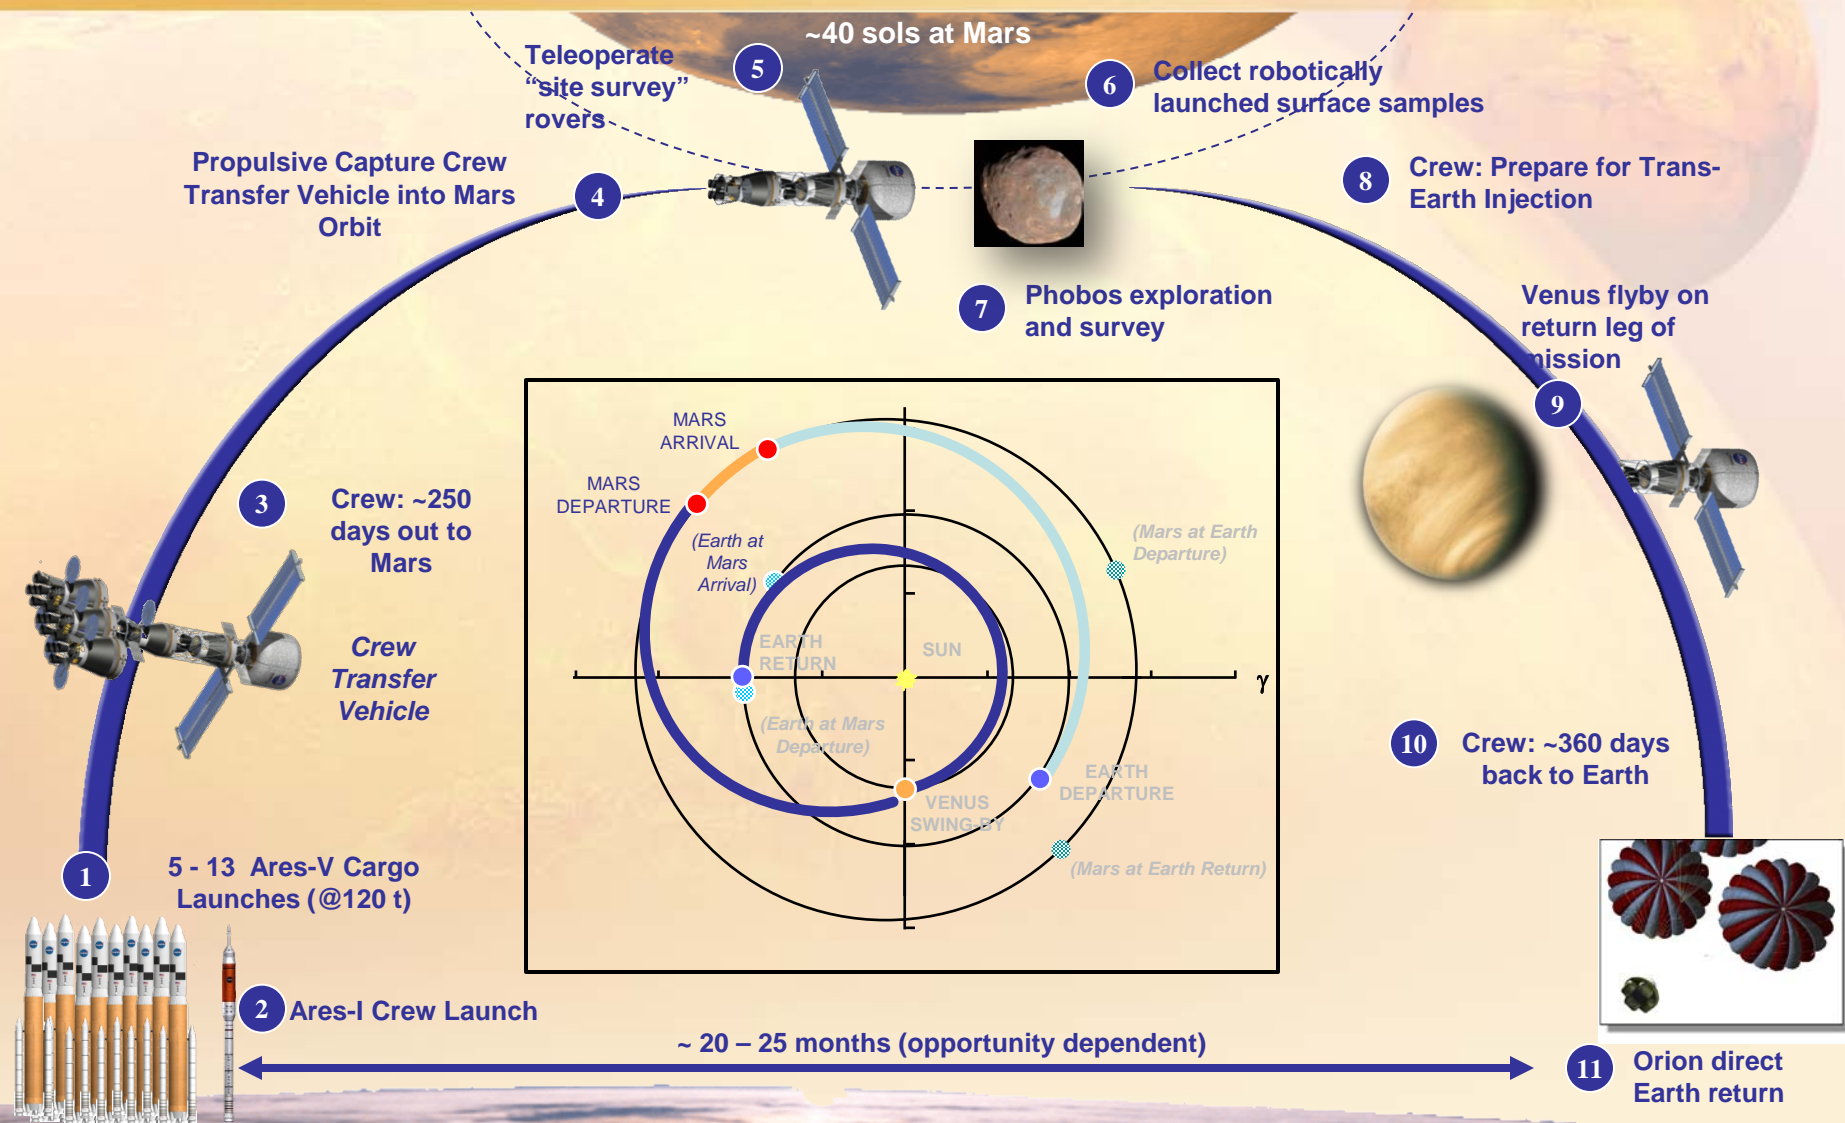 ~40 sols at Mars
Teleoperate
“site survey”
rovers
5
6
Collect robotically
launched surface samples
Propulsive Capture Crew
Transfer Vehicle into Mars
Orbit
4
8
Crew: Prepare for Trans-
Earth Injection
7
Phobos exploration
and survey
Venus flyby on
return leg of
mission
9
3
Crew: ~250
days out to
Mars
Crew
Transfer
Vehicle
MARS
ARRIVAL
MARS
DEPARTURE
(Earth at
Mars
Arrival)
(Mars at Earth
Departure)
EARTH
RETURN
SUN
γ
(Earth at Mars
Departure)
EARTH
DEPARTURE
VENUS
SWING-BY
(Mars at Earth Return)
10
Crew: ~360 days
back to Earth
1
5 - 13 Ares-V Cargo
Launches (@120 t)
2
Ares-I Crew Launch
~ 20 – 25 months (opportunity dependent)
11
Orion direct
Earth return